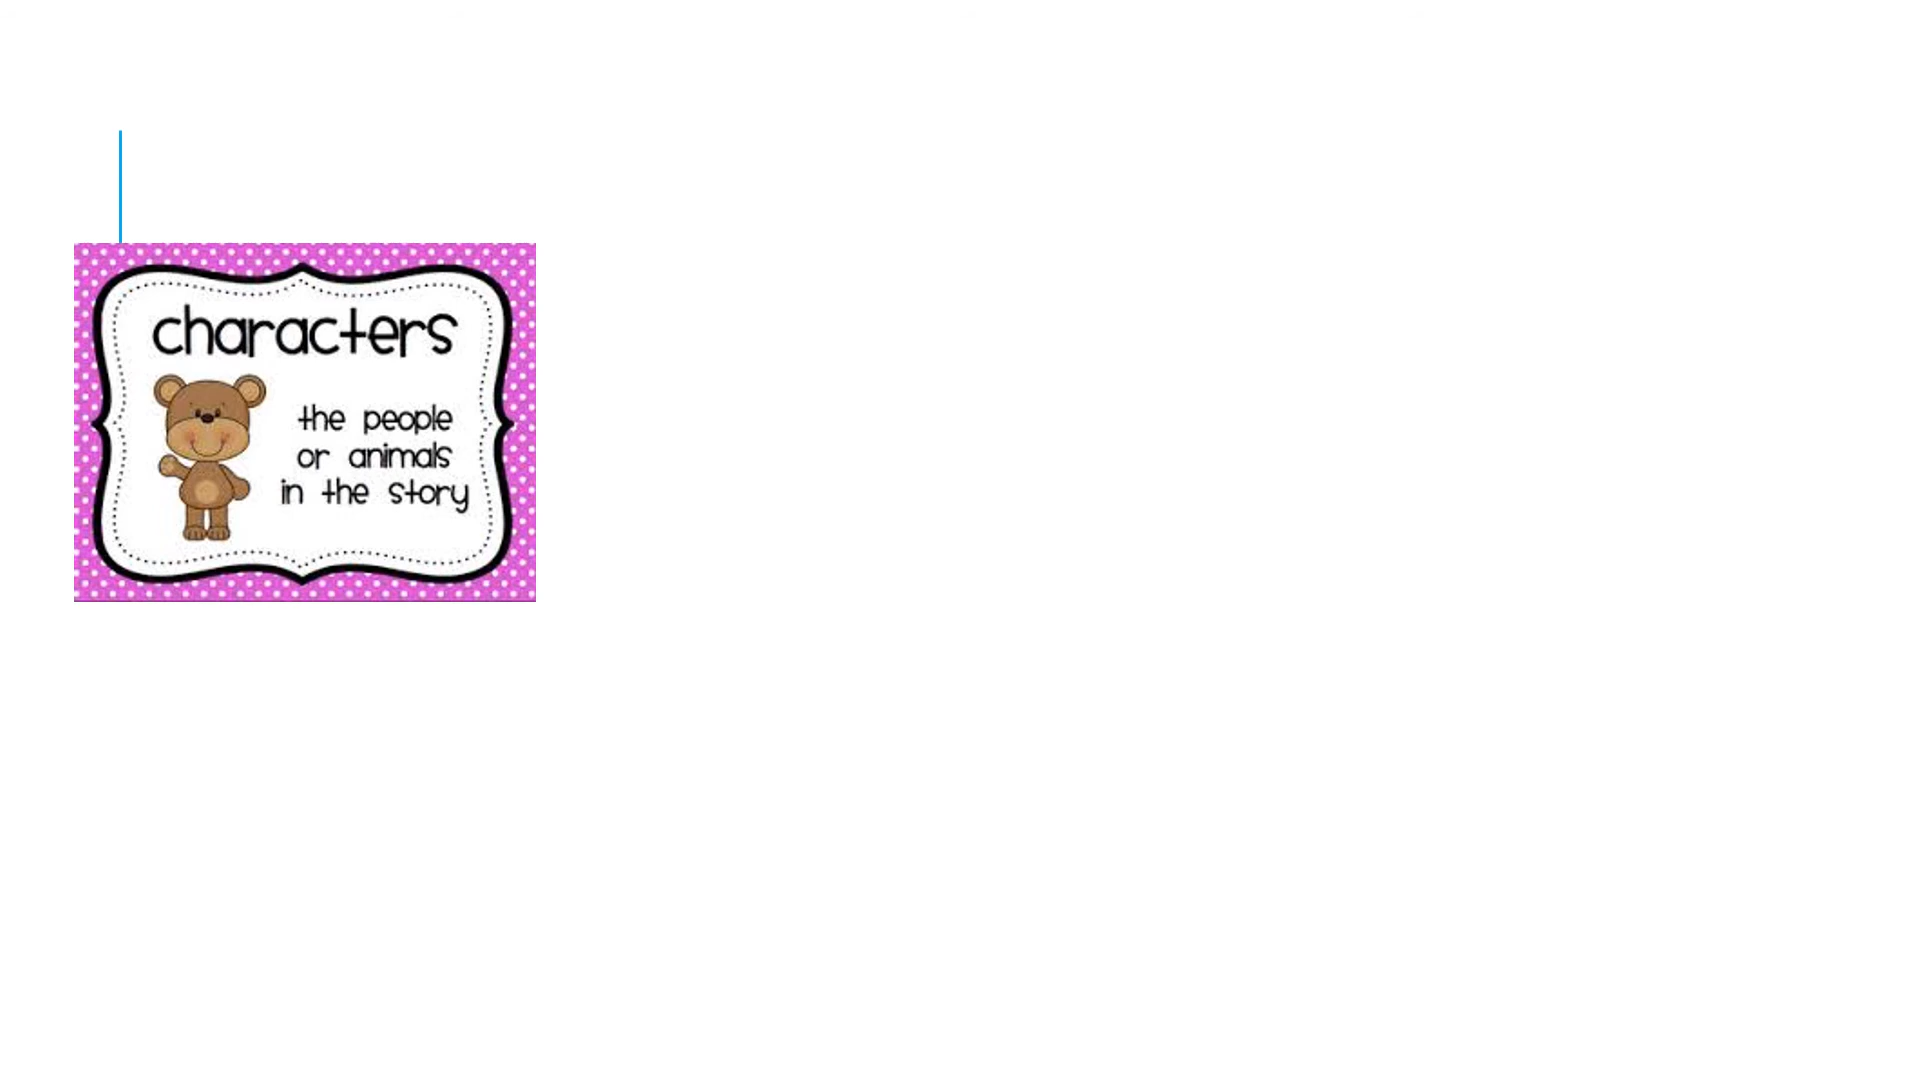 characters
the people
or animals
in the story